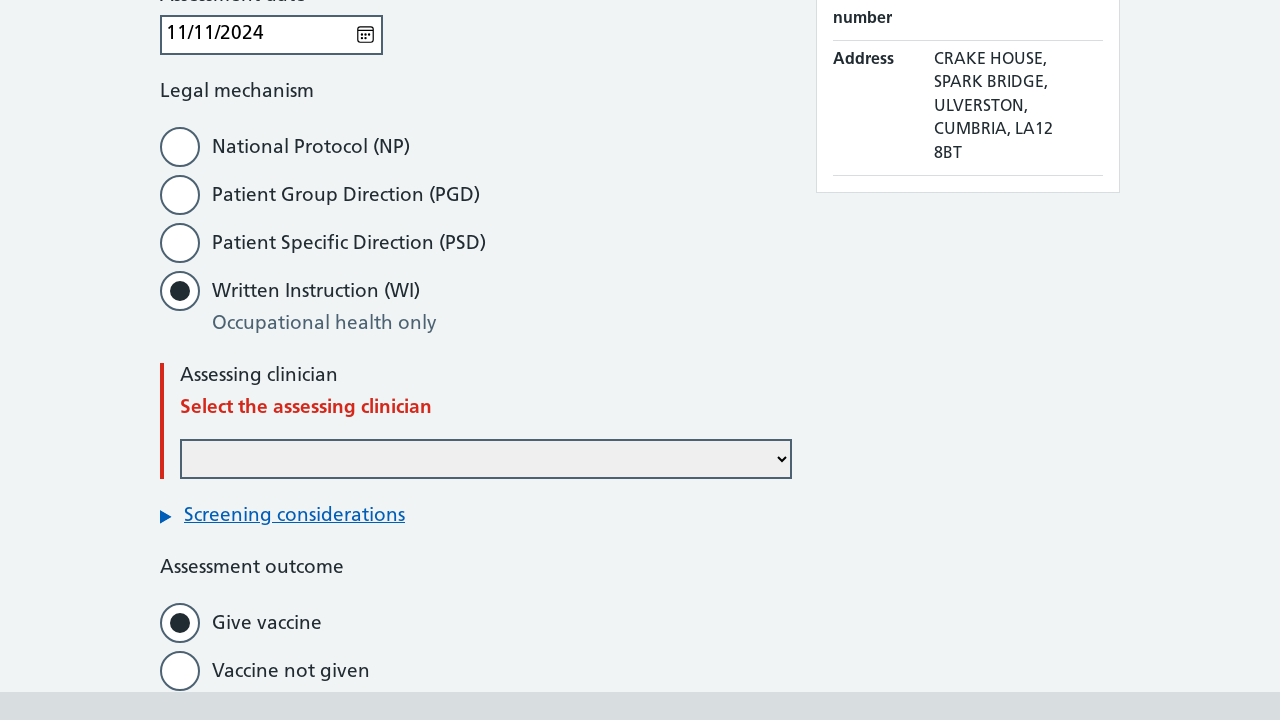 Assessment date
11/11/2024
Legal mechanism
National Protocol (NP)
Patient Group Direction (PGD)
Patient Specific Direction (PSD)
Written Instruction (WI)
Occupational health only
Assessing clinician
Select the assessing clinician
Screening considerations
Assessment outcome
Give vaccine
Vaccine not given
number
Address
CRAKE HOUSE,
SPARK BRIDGE,
ULVERSTON,
CUMBRIA, LA12
8BT